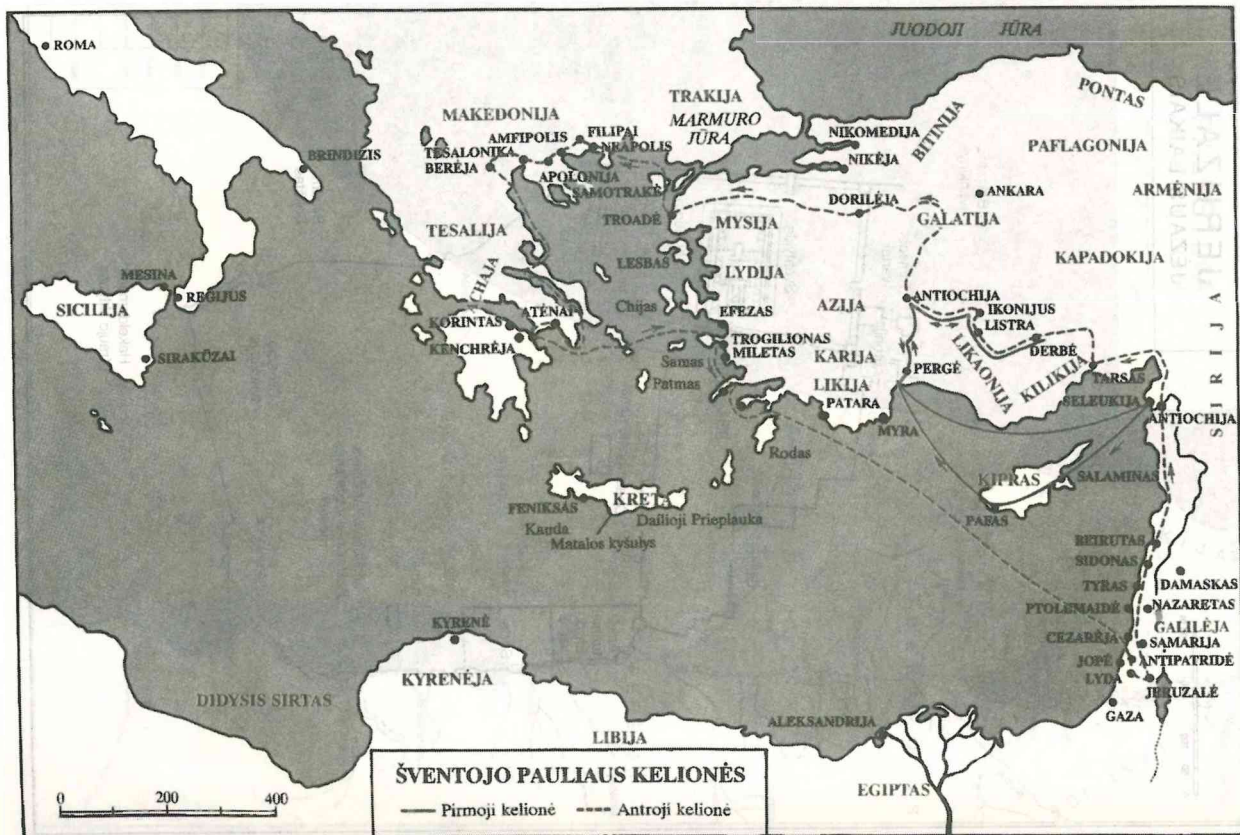 JUODOJI JŪRA
ROMA
PONTAS
TRAKIJA
MAKEDONIJA
MARMURO
JŪRA
BITINIJA
FILIPAI
AMFIPOLIS
NEAPOLIS
NIKOMEDIJA
PAFLAGONIJA
BRINDIZIS
TESALONIKA
BERĖJA
NIKĖJA
APOLONIJA
SAMOTRAKĖ
ANKARA
ARMĖNIJA
TROADĖ
MYSIJA
DORILĖJA
GALATIJA
TESALIJA
KAPADOKIJA
LESBAS
LYDIJA
MESINA
REGIJUS
SICILIJA
ACHAJA
Chijas
AZIJA
ANTIOCHIJA
IKONIJUS
LISTRA
EFEZAS
ATĖNAI
KORINTAS
KENCHRĖJA
TROGILIONAS
MILETAS
LIKAONIJA
DERBĖ
SIRAKŪZAI
Samas
KARIJA
KILIKIJA
SIRIJA
Patmas
PERGĖ
TARSAS
LIKIJA
SELEUKIJA
PATARA
ANTIOCHIJA
MYRA
Rodas
KIPRAS
SALAMINAS
KRETA
FENIKSAS
Kauda
Dailioji Prieplauka
Matalos kyšulys
PAFAS
BEIRUTAS
SIDONAS
TYRAS
DAMASKAS
PTOLEMAIDĖ
NAZARETAS
GALILĖJA
KYRENĖ
CEZARĖJA
SAMARIJA
JOPĖ
ANTIPATRIDĖ
LYDA
JERUZALĖ
KYRENĖJA
DIDYSIS SIRTAS
GAZA
ALEKSANDRIJA
LIBIJA
EGIPTAS
ŠVENTOJO PAULIAUS KELIONĖS
Pirmoji kelionė
Antroji kelionė
0 200 400